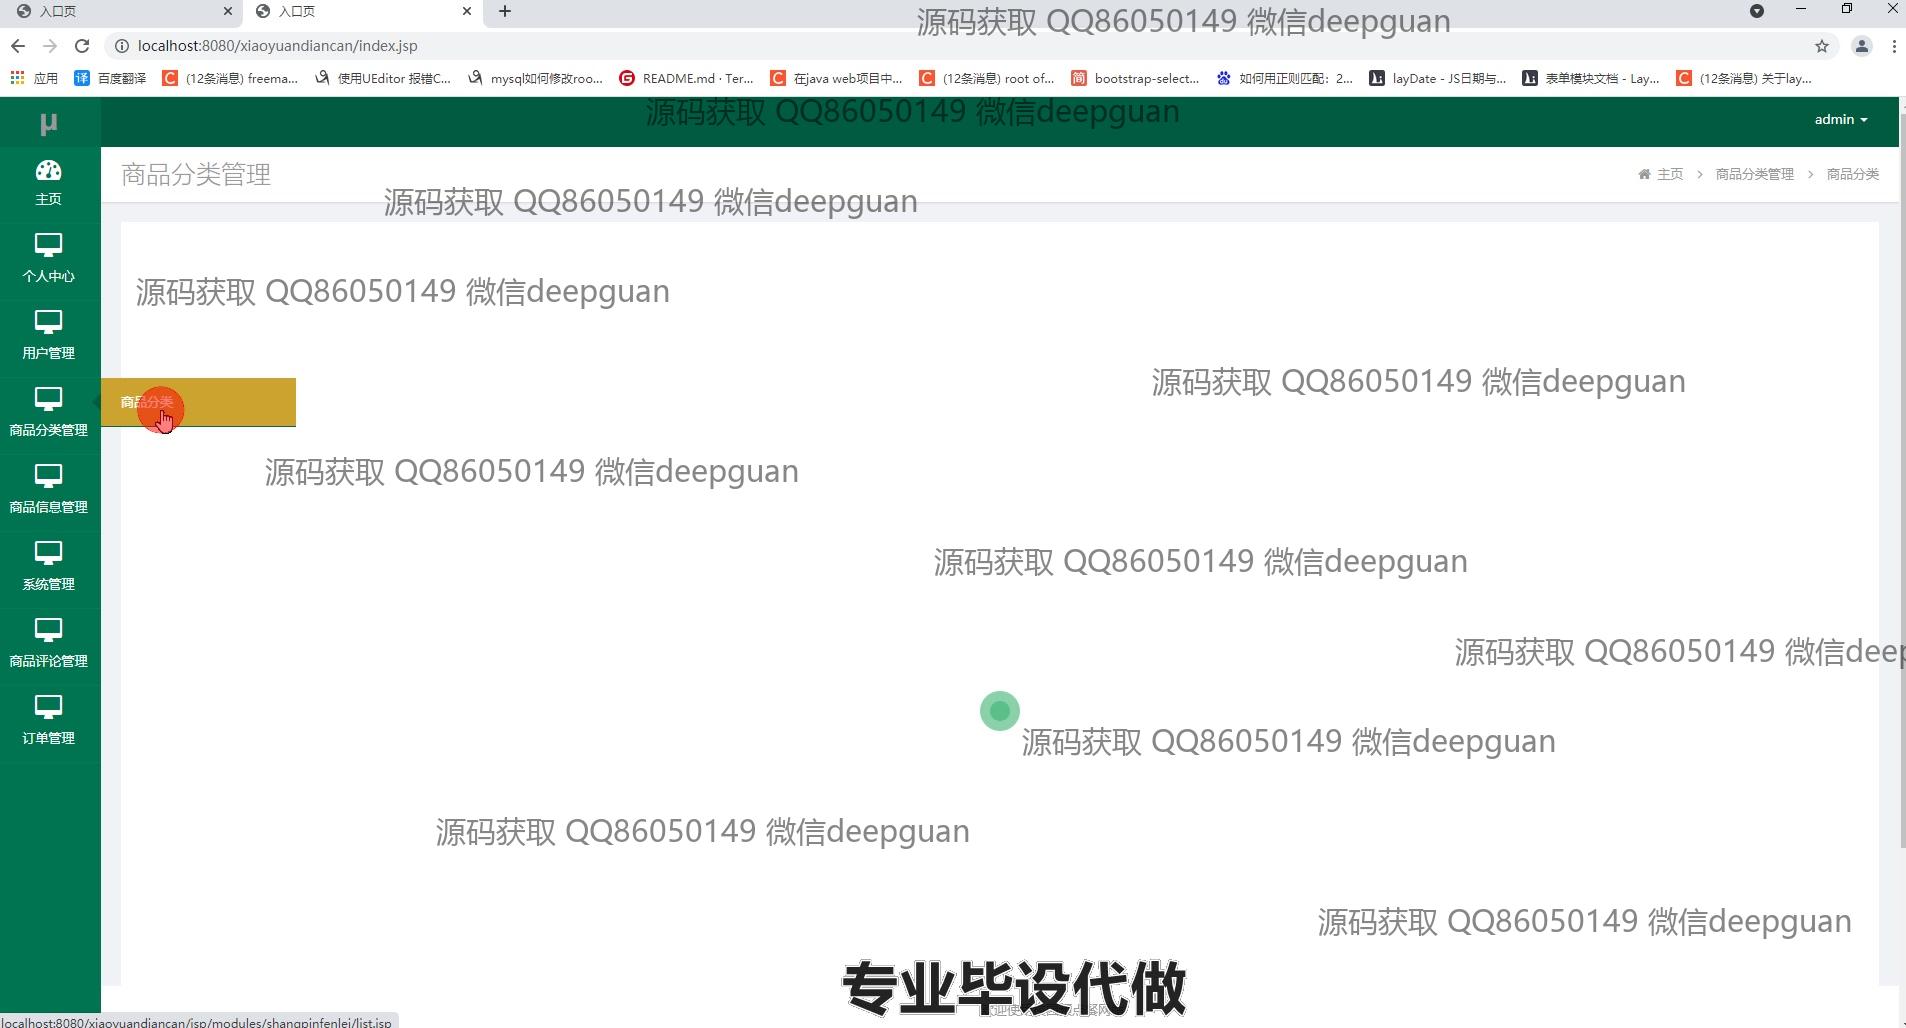 入口页
入口页
源码获取 QQ86050149 微信deepguan
localhost:8080/xiaoyuandiancan/index.jsp
应用 百度翻译 (12条消息) freema... 使用UEditor 报错C... mysql如何修改roo... README.md · Ter... 在java web项目中... (12条消息) root of... bootstrap-select... 如何用正则匹配：2... layDate - JS日期与... 表单模块文档 - Lay... (12条消息) 关于lay...
μ
源码获取 QQ86050149 微信deepguan
admin
主页
商品分类管理
主页 > 商品分类管理 > 商品分类
源码获取 QQ86050149 微信deepguan
个人中心
源码获取 QQ86050149 微信deepguan
用户管理
源码获取 QQ86050149 微信deepguan
商品分类
商品分类管理
源码获取 QQ86050149 微信deepguan
商品信息管理
源码获取 QQ86050149 微信deepguan
系统管理
源码获取 QQ86050149 微信deep
商品评论管理
源码获取 QQ86050149 微信deepguan
订单管理
源码获取 QQ86050149 微信deepguan
源码获取 QQ86050149 微信deepguan
专业毕设代做
localhost:8080/xiaoyuandiancan/jsp/modules/shangpinfenlei/list.jsp